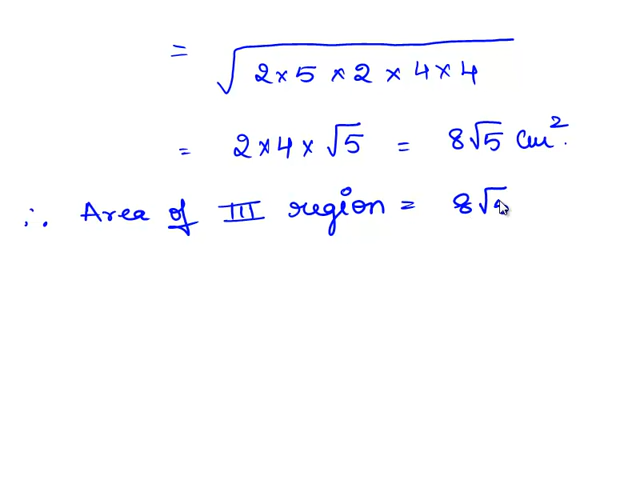 = √2×5×2×4×4
= 2×4×√5 = 8√5 cm².
∴ Area of III region = 8√